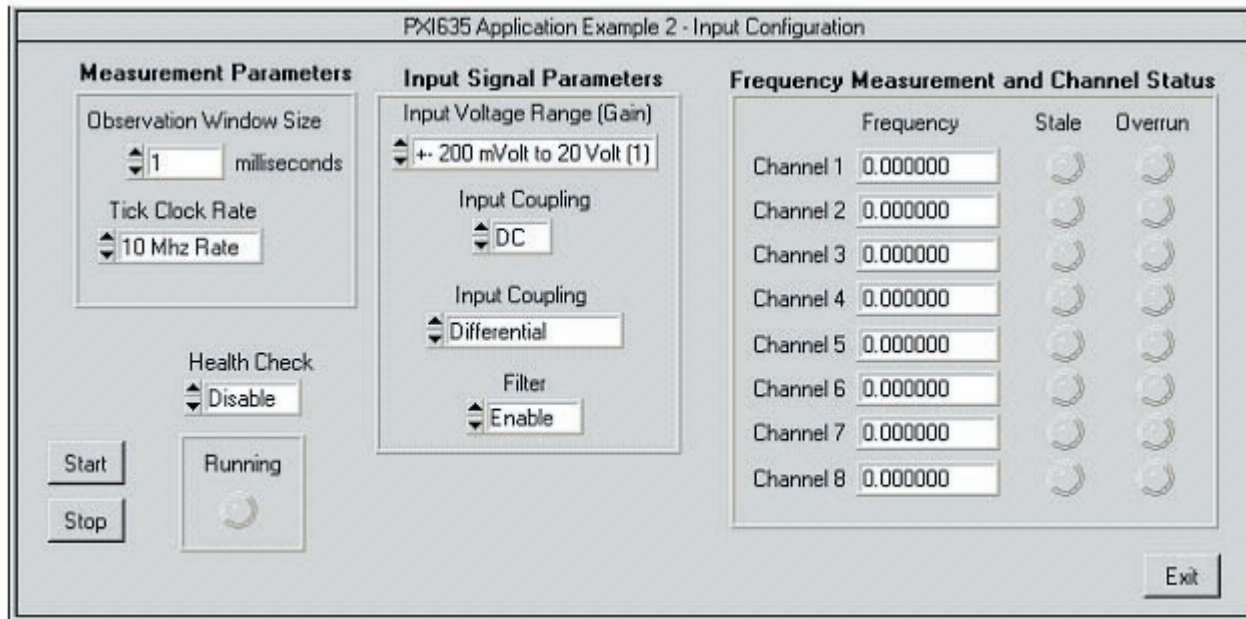 PXI635 Application Example 2 - Input Configuration
Measurement Parameters
Observation Window Size
1 milliseconds
Tick Clock Rate
10 Mhz Rate
Health Check
Disable
Start
Stop
Running
Input Signal Parameters
Input Voltage Range (Gain)
+- 200 mVolt to 20 Volt (1)
Input Coupling
DC
Input Coupling
Differential
Filter
Enable
Frequency Measurement and Channel Status
Frequency Stale Overrun
Channel 1 0.000000
Channel 2 0.000000
Channel 3 0.000000
Channel 4 0.000000
Channel 5 0.000000
Channel 6 0.000000
Channel 7 0.000000
Channel 8 0.000000
Exit